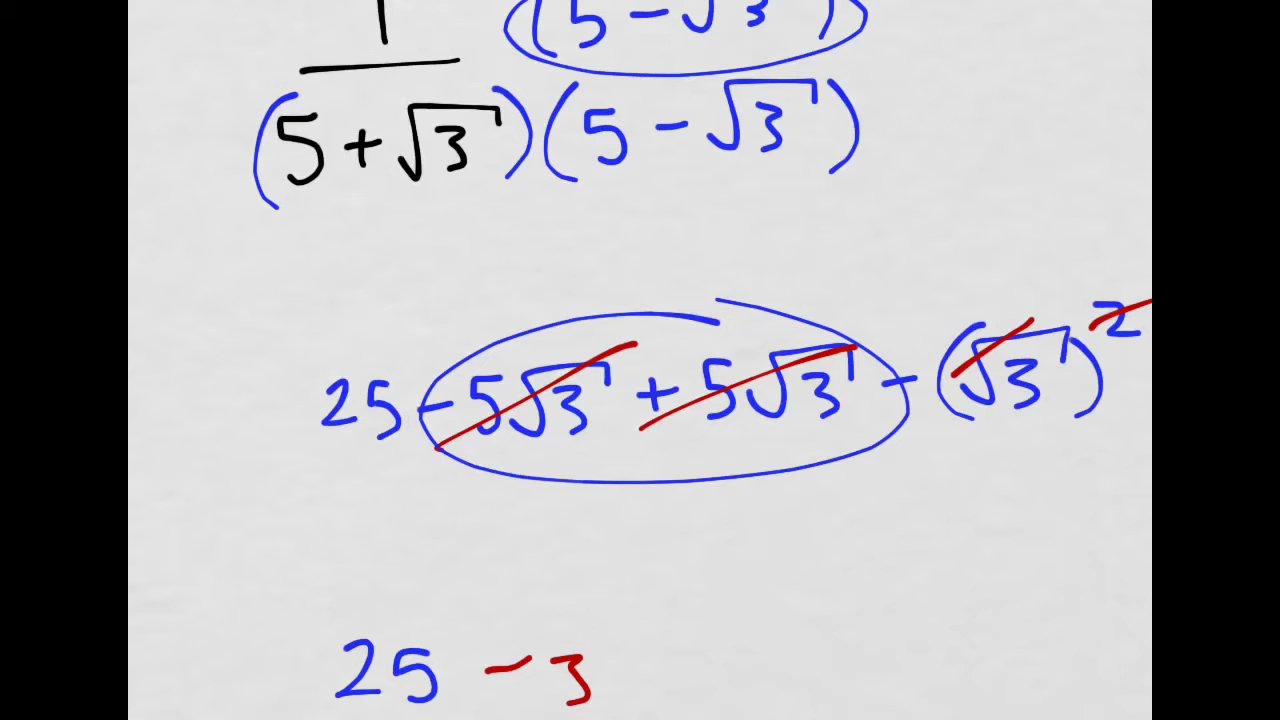 1 (5 - √3)
(5 + √3)(5 - √3)
25 - 5√3 + 5√3 - (√3)²
25 - 3